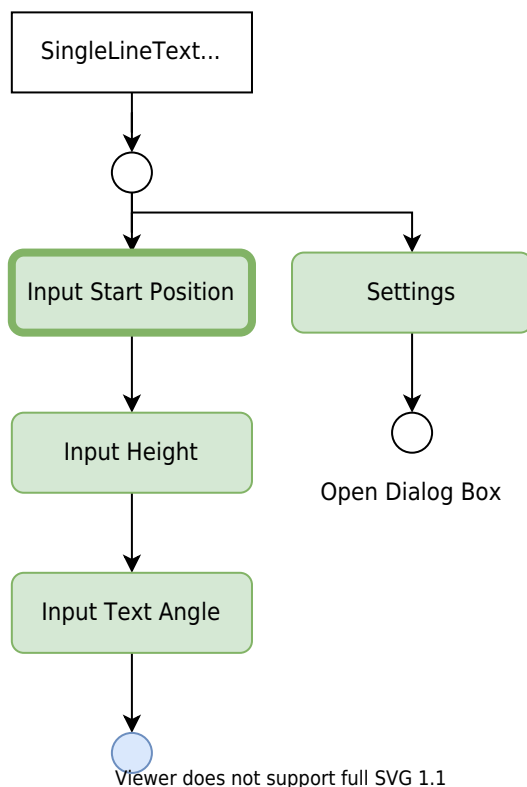 SingleLineText...
Input Start Position
Settings
Input Height
Open Dialog Box
Input Text Angle
Viewer does not support full SVG 1.1